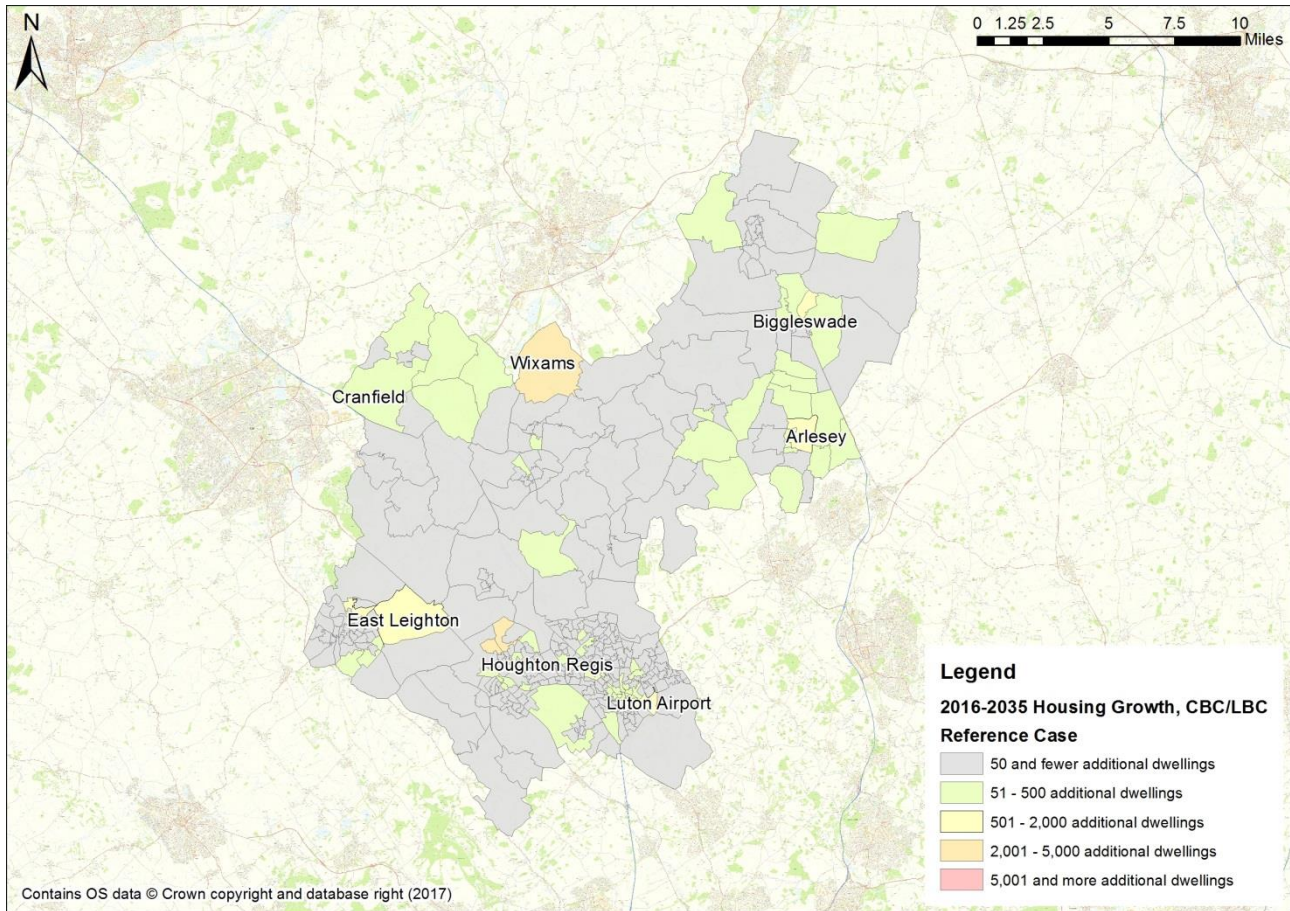 N
0 1.25 2.5 5 7.5 10
Miles
Biggleswade
Wixams
Cranfield
Arlesey
East Leighton
Houghton Regis
Luton Airport
Legend
2016-2035 Housing Growth, CBC/LBC
Reference Case
50 and fewer additional dwellings
51 - 500 additional dwellings
501 - 2,000 additional dwellings
2,001 - 5,000 additional dwellings
5,001 and more additional dwellings
Contains OS data © Crown copyright and database right (2017)